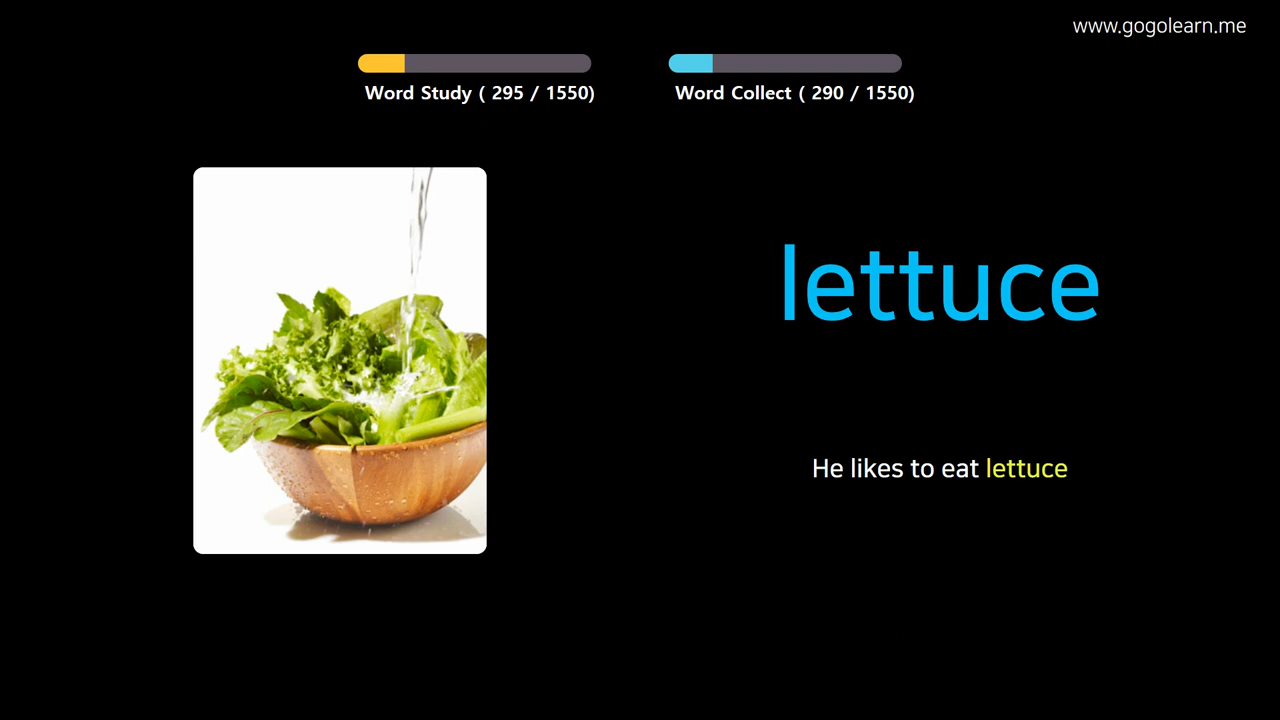 www.gogolearn.me
Word Study ( 295 / 1550)
Word Collect ( 290 / 1550)
lettuce
He likes to eat lettuce